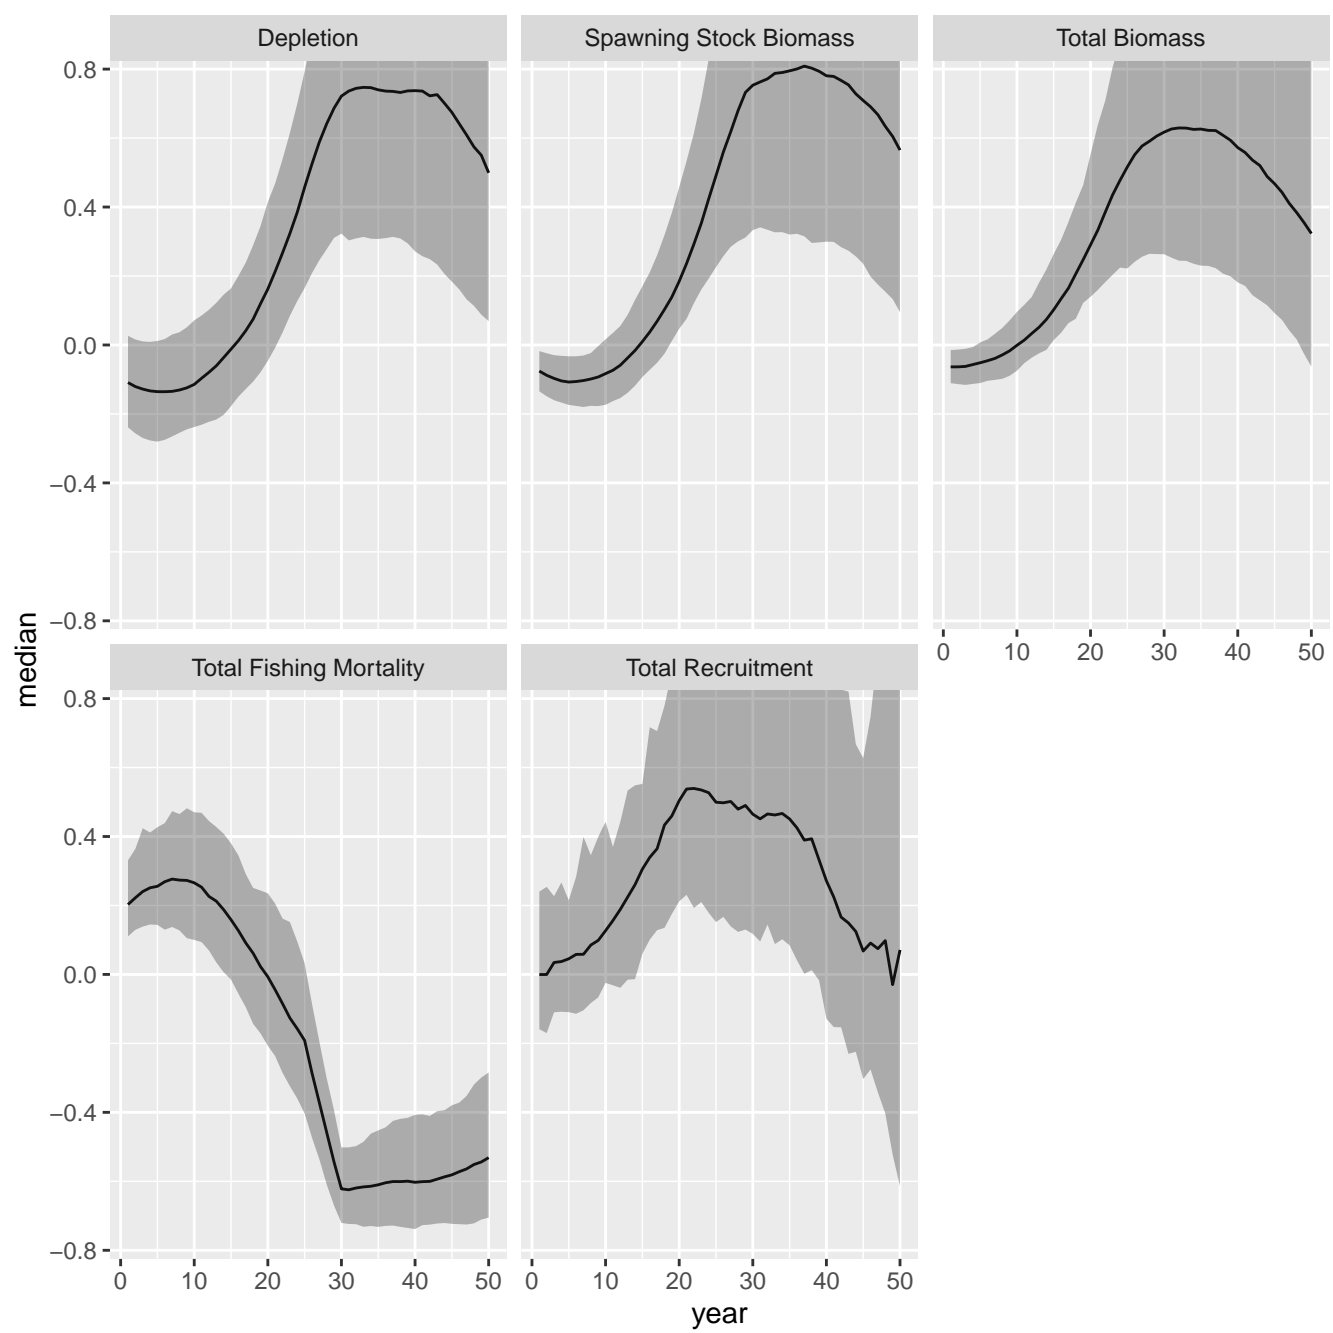 Depletion
Spawning Stock Biomass
Total Biomass
0.8
0.4
0.0
−0.4
−0.8
0 10 20 30 40 50
Total Fishing Mortality
Total Recruitment
0.8
0.4
0.0
−0.4
−0.8
0 10 20 30 40 50
0 10 20 30 40 50
median
year